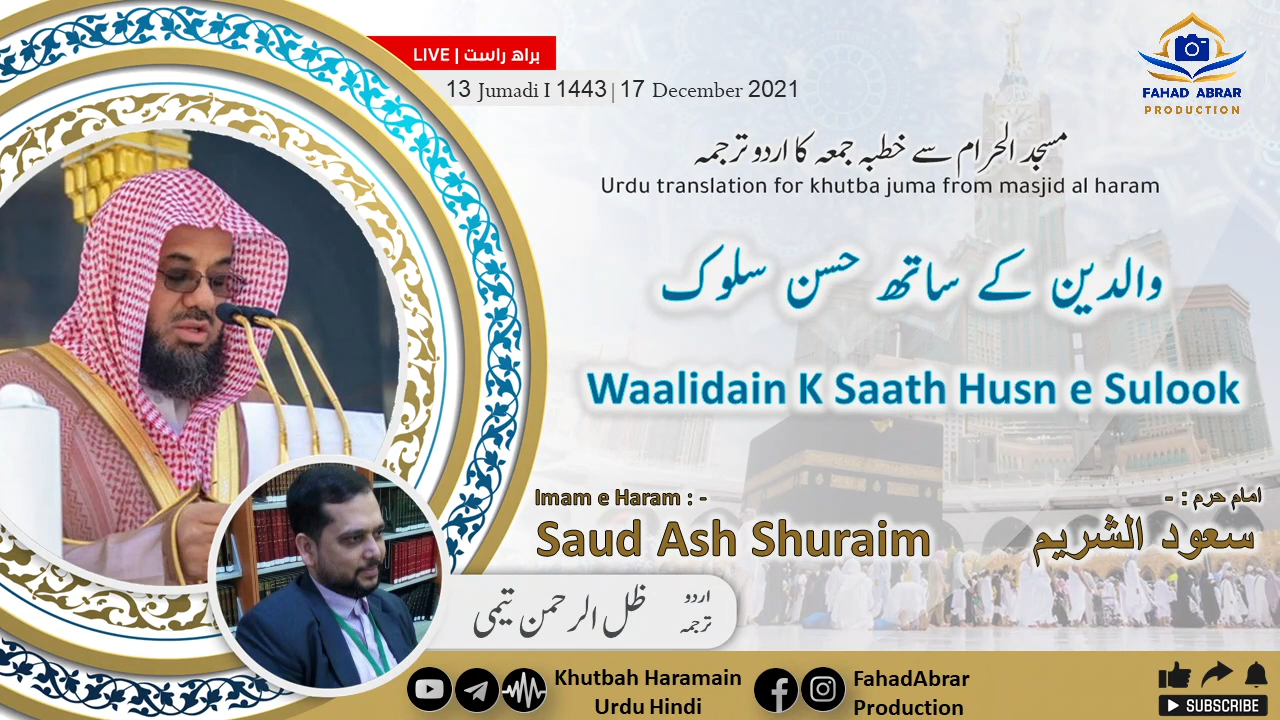 LIVE | براھ راست
13 Jumadi I 1443 | 17 December 2021
FAHAD ABRAR
PRODUCTION
مسجد الحرام سے خطبہ جمعہ کا اردو ترجمہ
Urdu translation for khutba juma from masjid al haram
والدین کے ساتھ حسن سلوک
Waalidain K Saath Husn e Sulook
Imam e Haram : -
Saud Ash Shuraim
امام حرم : -
سعود الشریم
اردو
ترجمہ
ظل الرحمن تیمی
Khutbah Haramain
Urdu Hindi
FahadAbrar
Production
SUBSCRIBE